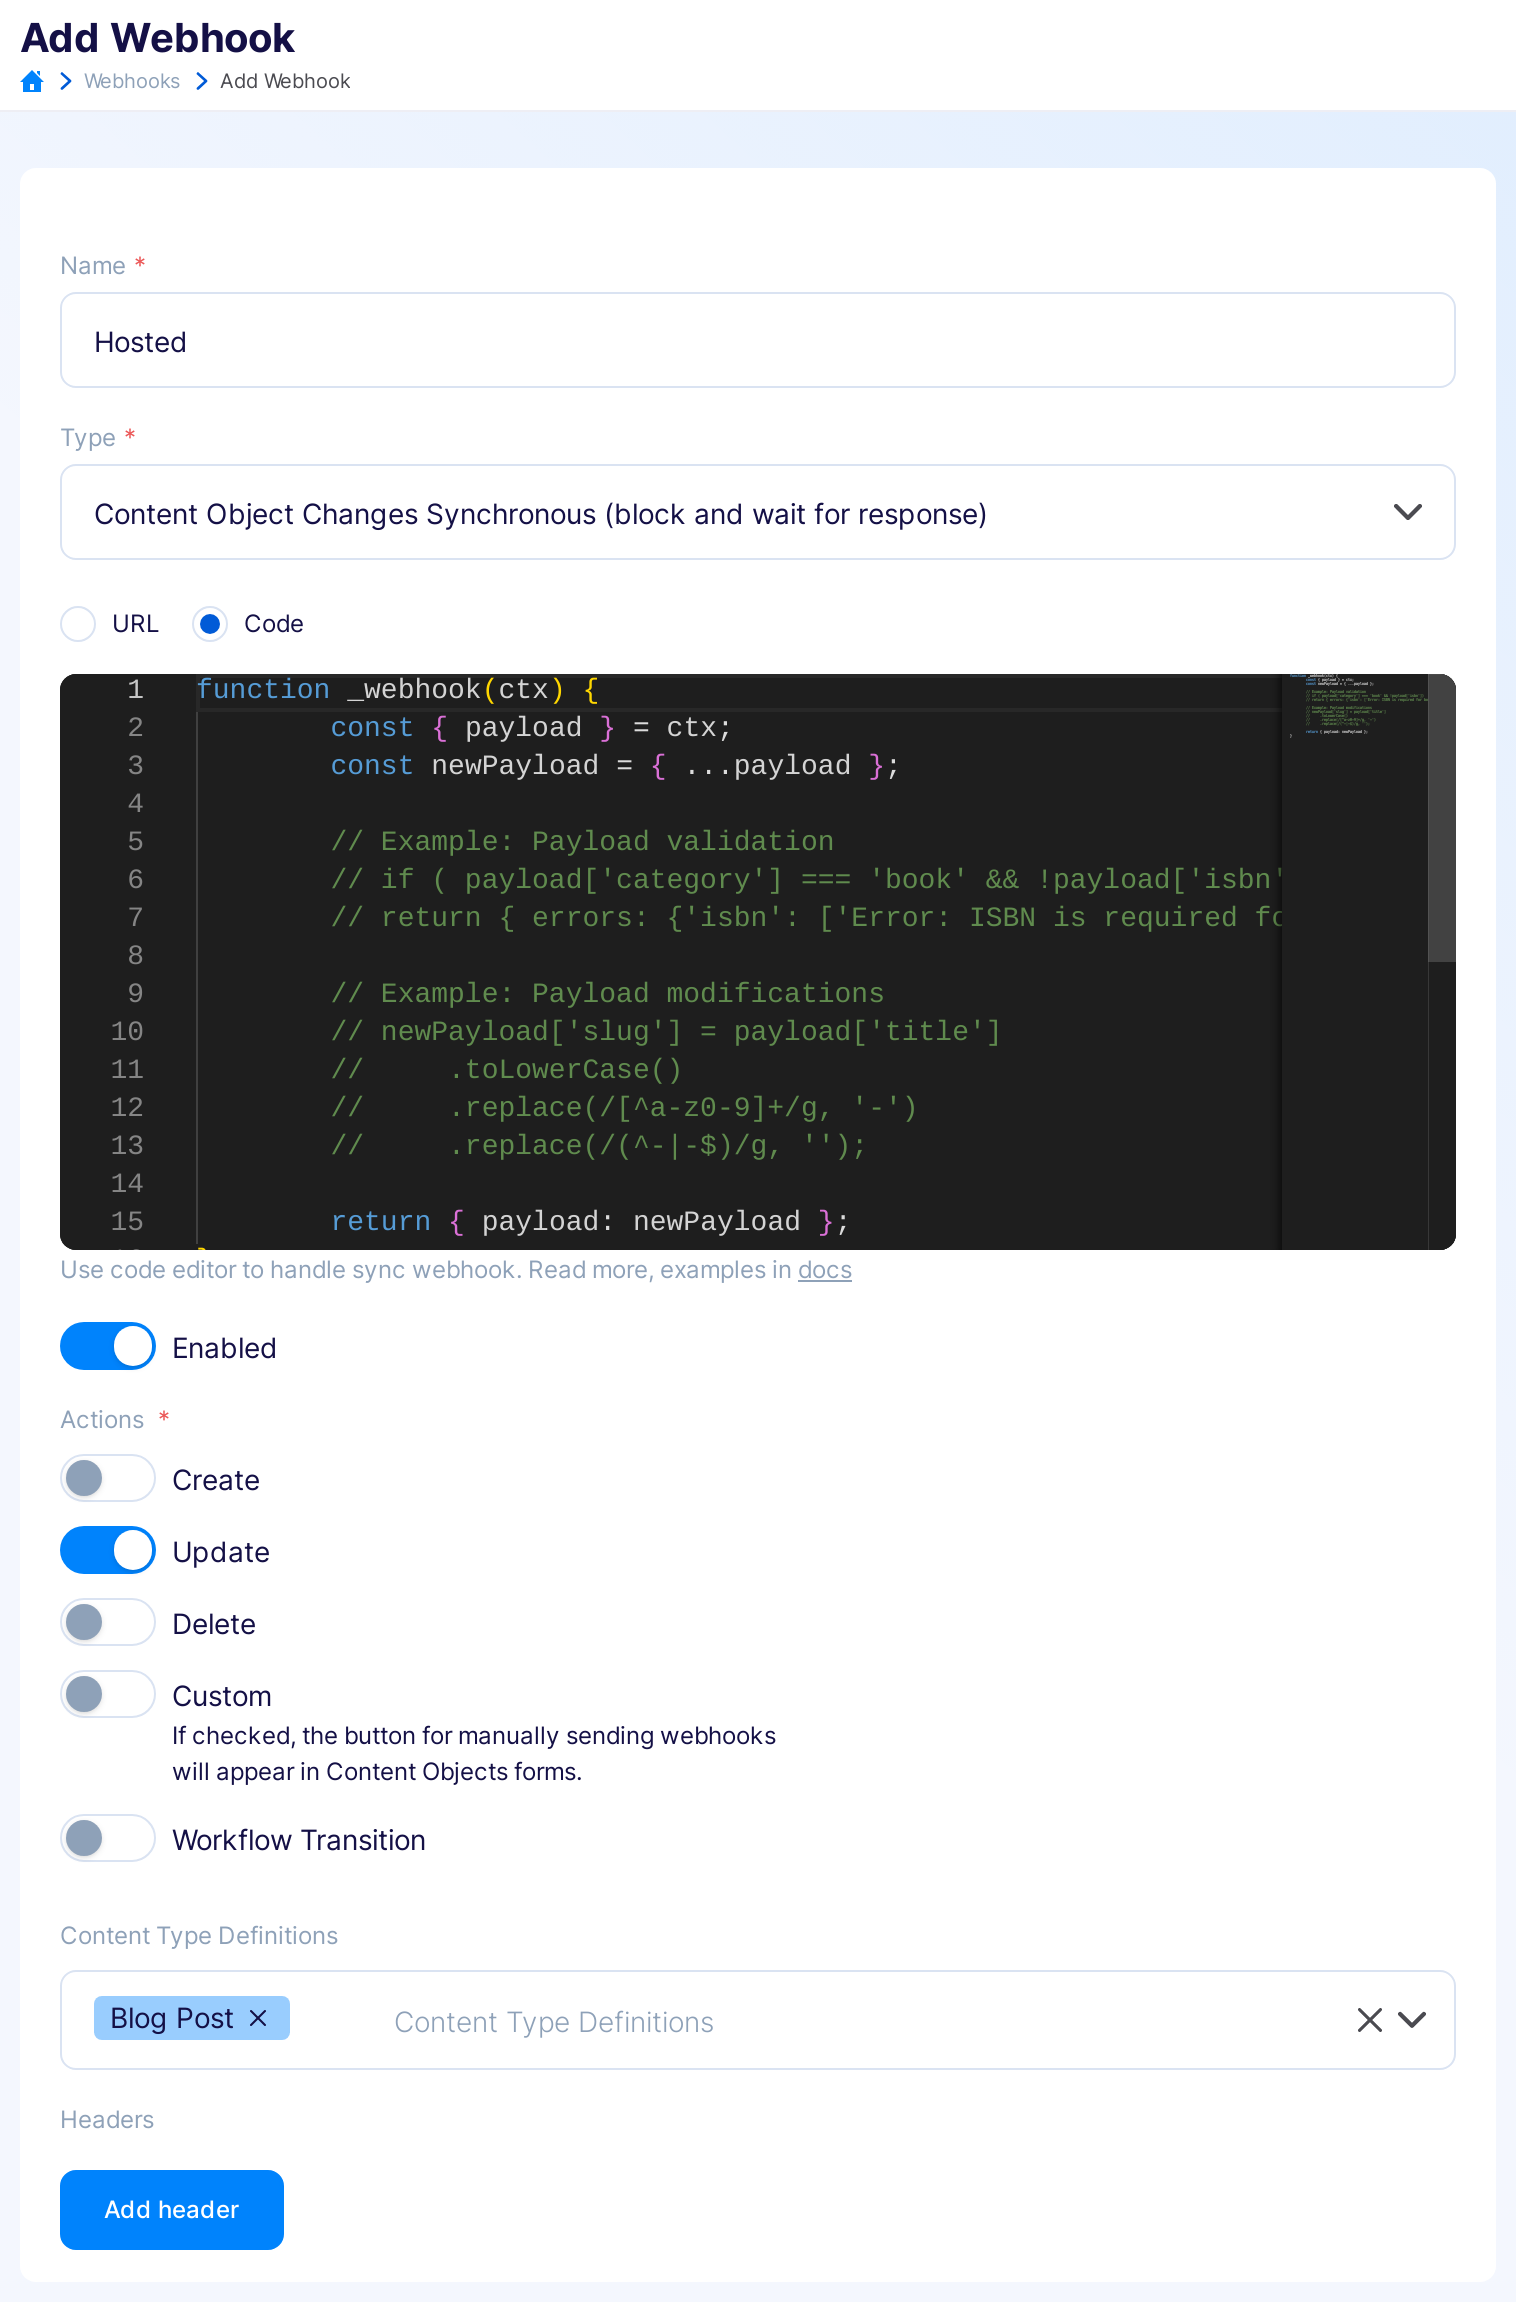 Add Webhook
Webhooks Add Webhook
Name *
Hosted
Type *
Content Object Changes Synchronous (block and wait for response)
URL Code
1 function _webhook(ctx) {
2 const { payload } = ctx;
3 const newPayload = { ...payload };
4
5 // Example: Payload validation
6 // if ( payload['category'] === 'book' && !payload['isbn'
7 // return { errors: {'isbn': ['Error: ISBN is required fo
8
9 // Example: Payload modifications
10 // newPayload['slug'] = payload['title']
11 //     .toLowerCase()
12 //     .replace(/[^a-z0-9]+/g, '-')
13 //     .replace(/(^-|-$)/g, '');
14
15 return { payload: newPayload };
Use code editor to handle sync webhook. Read more, examples in docs
Enabled
Actions *
Create
Update
Delete
Custom
If checked, the button for manually sending webhooks
will appear in Content Objects forms.
Workflow Transition
Content Type Definitions
Blog Post Content Type Definitions
Headers
Add header